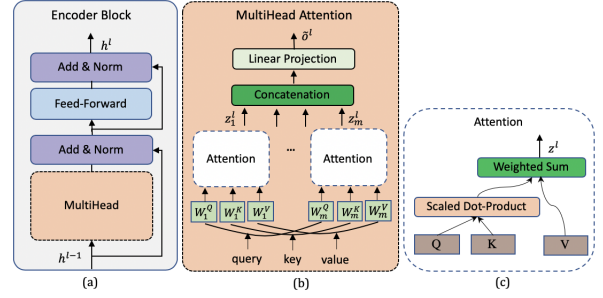 Encoder Block
h^l
Add & Norm
Feed-Forward
Add & Norm
MultiHead
h^{l-1}
(a)
MultiHead Attention
õ^l
Linear Projection
Concatenation
z_1^l z_m^l
...
Attention Attention
W_1^Q W_1^K W_1^V W_m^Q W_m^K W_m^V
query key value
(b)
Attention
z^l
Weighted Sum
Scaled Dot-Product
Q K V
(c)